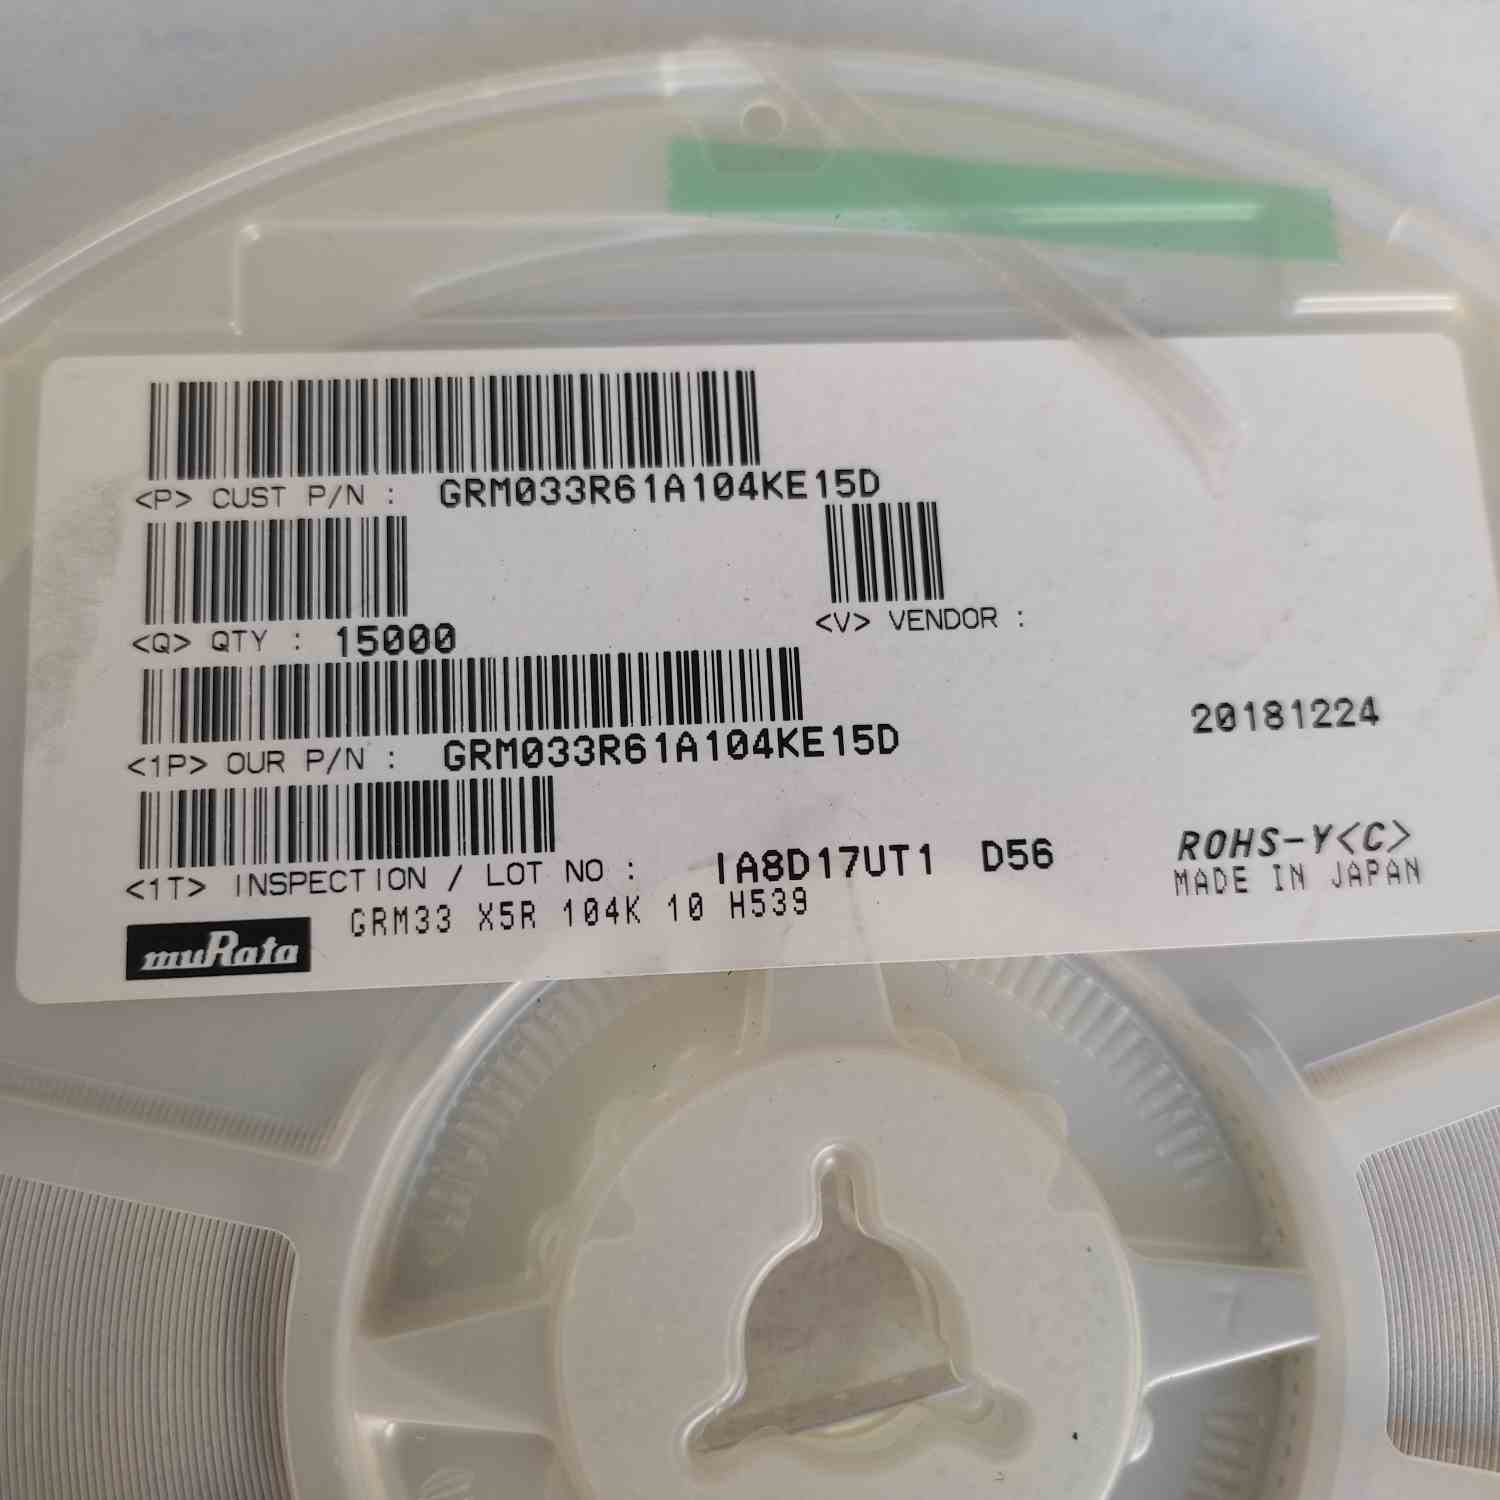 <P> CUST P/N : GRM033R61A104KE15D
<Q> QTY : 15000
<V> VENDOR :
<1P> OUR P/N : GRM033R61A104KE15D
20181224
<1T> INSPECTION / LOT NO : IA8D17UT1 D56
ROHS-Y<C>
MADE IN JAPAN
GRM33 X5R 104K 10 H539
muRata